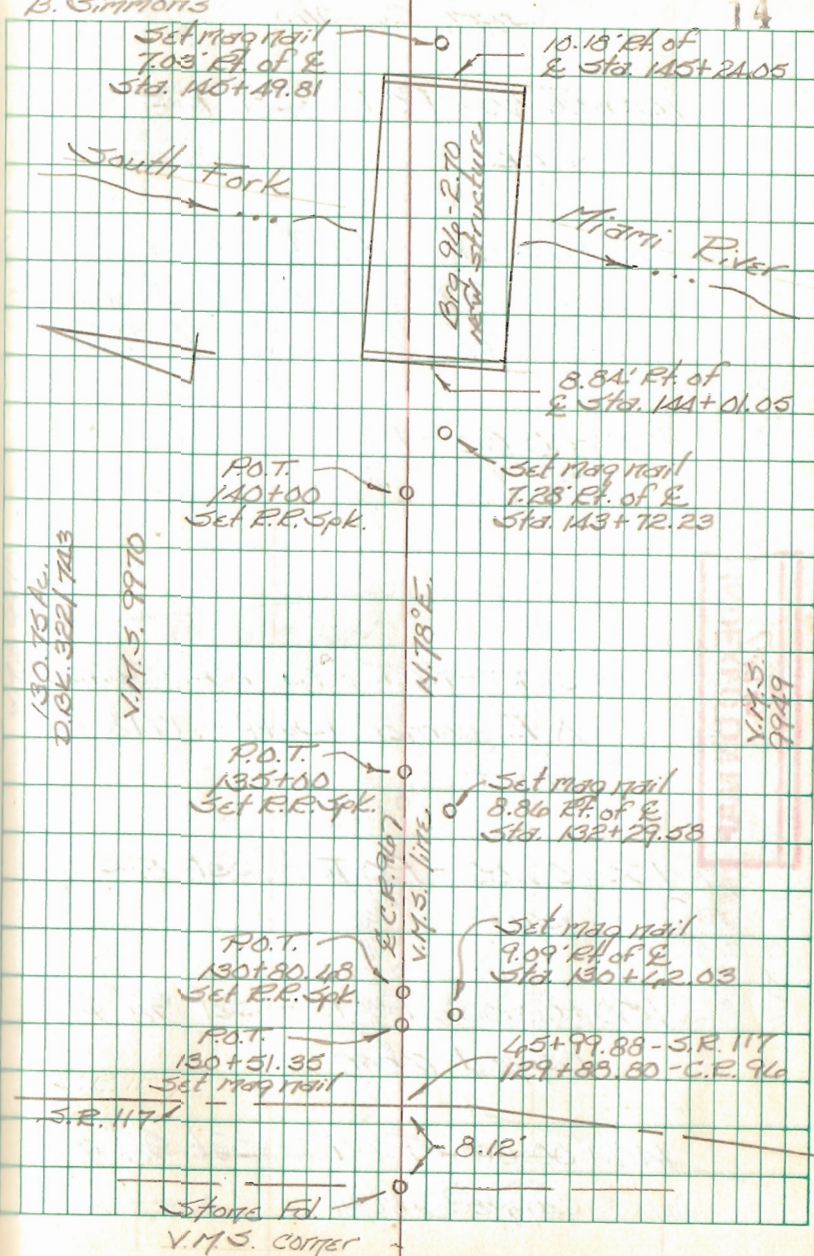 B. Simmons
14
Set mag nail
7.03' Rt. of ℄
Sta. 145+49.81
10.18' Rt. of
℄ Sta. 145+24.05
South Fork
Brg. 96-2.70
New Structure
Miami River
8.84' Rt. of
℄ Sta. 144+01.05
P.O.T.
140+00
Set R.R. Spk.
Set mag nail
7.28' Rt. of ℄
Sta. 143+72.23
130.75 Ac.
D.BK. 322/743
V.M.S. 9970
N.78°E.
V.M.S.
9949
P.O.T.
135+00
Set R.R. Spk.
Set mag nail
8.86 Rt. of ℄
Sta. 132+29.58
℄ C.R. 96
V.M.S. line
P.O.T.
130+80.48
Set R.R. Spk.
Set mag nail
9.09' Rt. of ℄
Sta. 130+42.03
P.O.T.
130+51.35
Set mag nail
45+99.88 - S.R. 117
129+88.80 - C.R. 96
S.R. 117
8.12'
Stone Fd.
V.M.S. corner